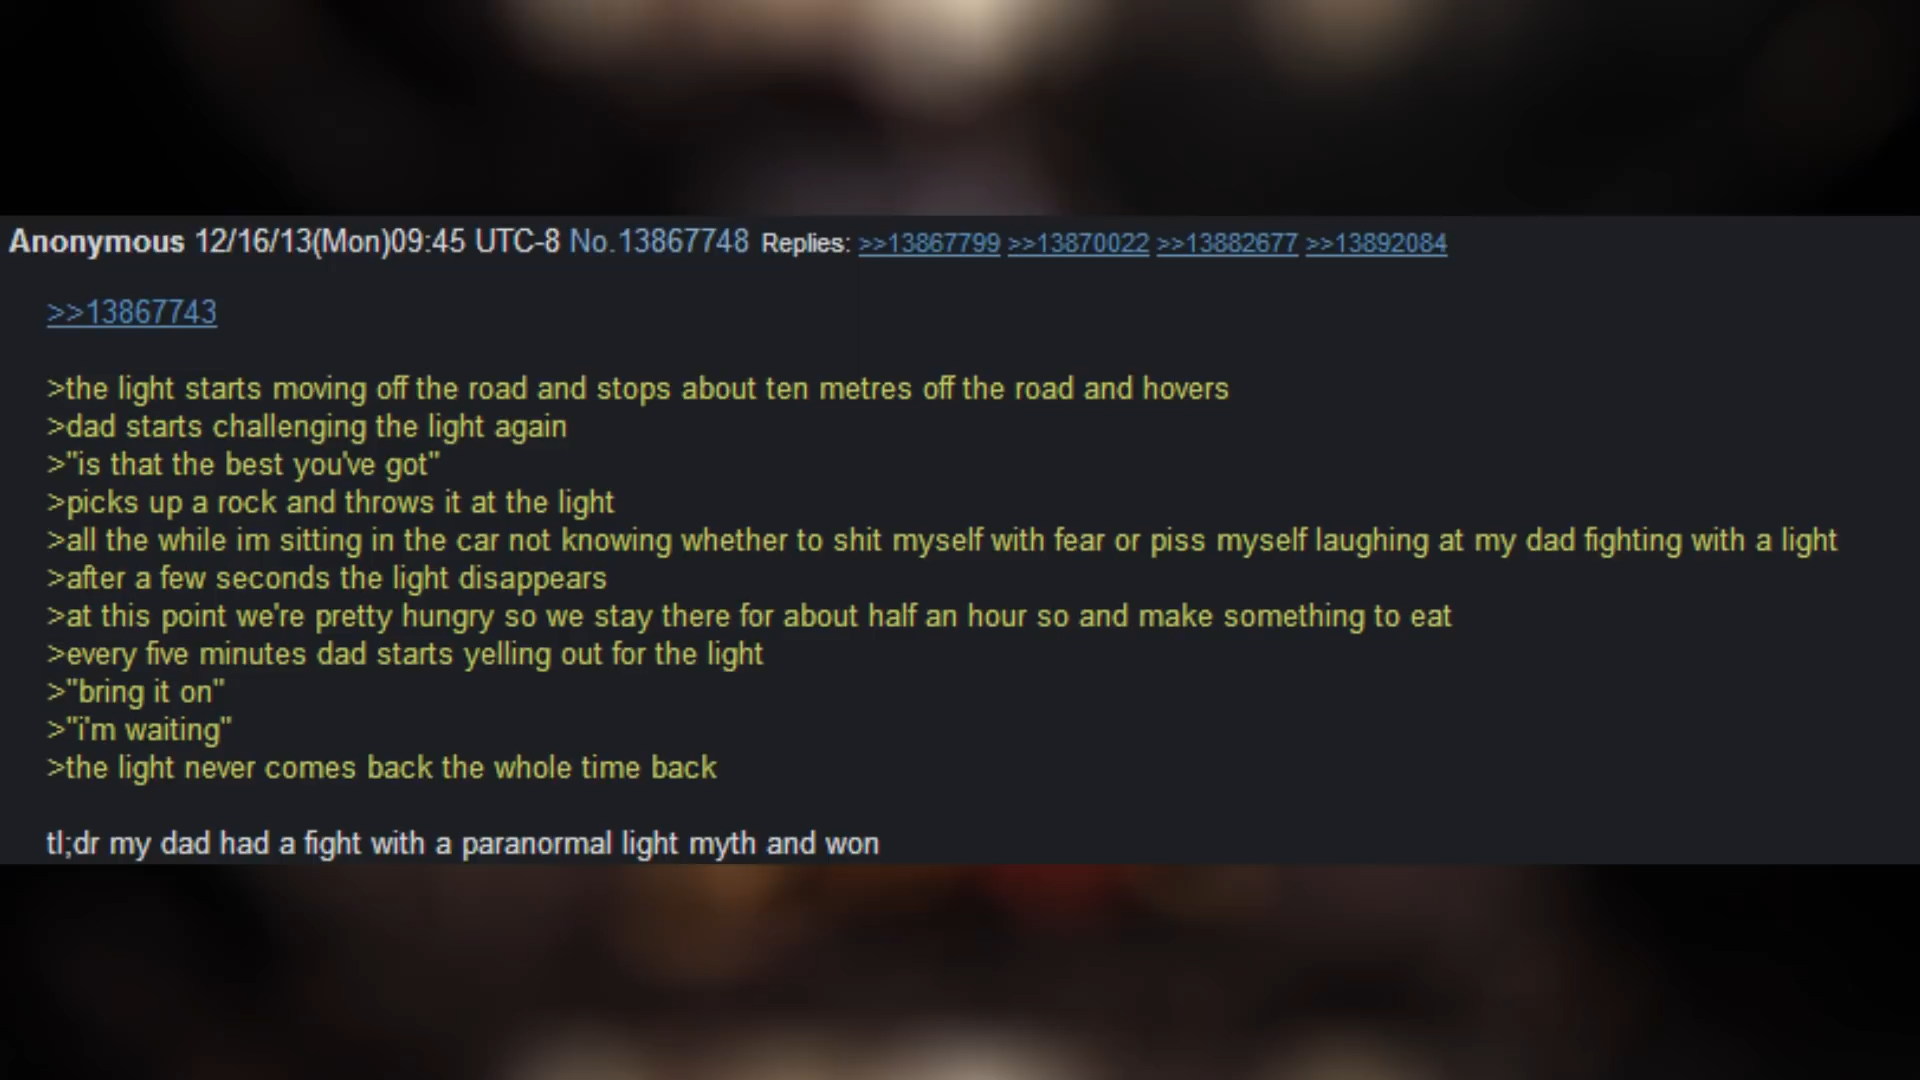 Anonymous 12/16/13(Mon)09:45 UTC-8 No.13867748 Replies: >>13867799 >>13870022 >>13882677 >>13892084
>>13867743
>the light starts moving off the road and stops about ten metres off the road and hovers
>dad starts challenging the light again
>"is that the best you've got"
>picks up a rock and throws it at the light
>all the while im sitting in the car not knowing whether to shit myself with fear or piss myself laughing at my dad fighting with a light
>after a few seconds the light disappears
>at this point we're pretty hungry so we stay there for about half an hour so and make something to eat
>every five minutes dad starts yelling out for the light
>"bring it on"
>"i'm waiting"
>the light never comes back the whole time back
tl;dr my dad had a fight with a paranormal light myth and won